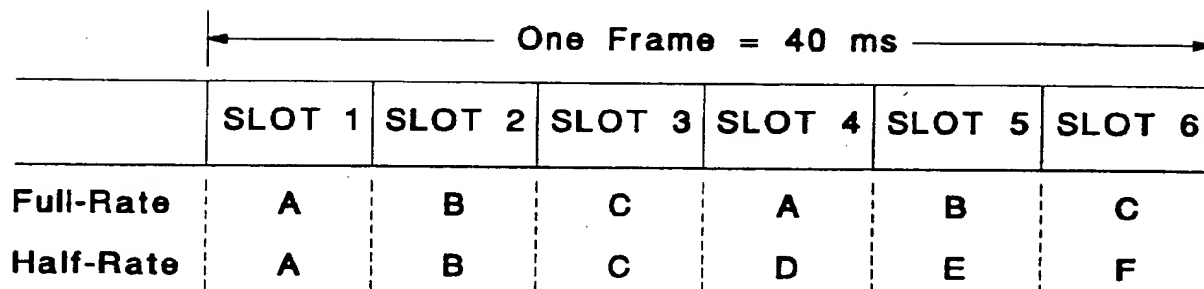 One Frame = 40 ms
SLOT 1 SLOT 2 SLOT 3 SLOT 4 SLOT 5 SLOT 6
Full-Rate A B C A B C
Half-Rate A B C D E F